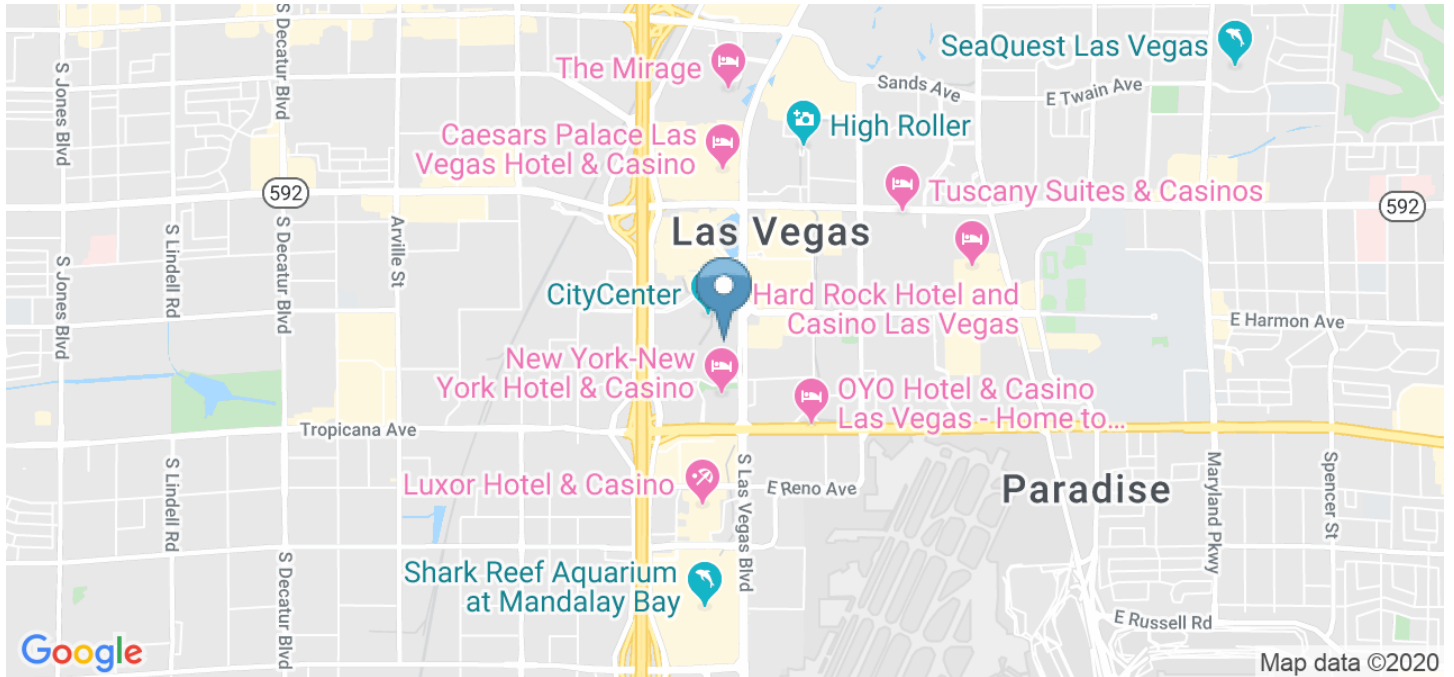 S Jones Blvd
S Decatur Blvd
The Mirage
SeaQuest Las Vegas
Sands Ave
E Twain Ave
Caesars Palace Las
Vegas Hotel & Casino
High Roller
592
Tuscany Suites & Casinos
592
S Lindell Rd
S Decatur Blvd
Arville St
Las Vegas
S Jones Blvd
CityCenter
Hard Rock Hotel and
Casino Las Vegas
E Harmon Ave
New York-New
York Hotel & Casino
OYO Hotel & Casino
Las Vegas - Home to...
Tropicana Ave
S Lindell Rd
Luxor Hotel & Casino
S Las Vegas Blvd
E Reno Ave
Paradise
Maryland Pkwy
Spencer St
S Decatur Blvd
Shark Reef Aquarium
at Mandalay Bay
E Russell Rd
Google
Map data ©2020